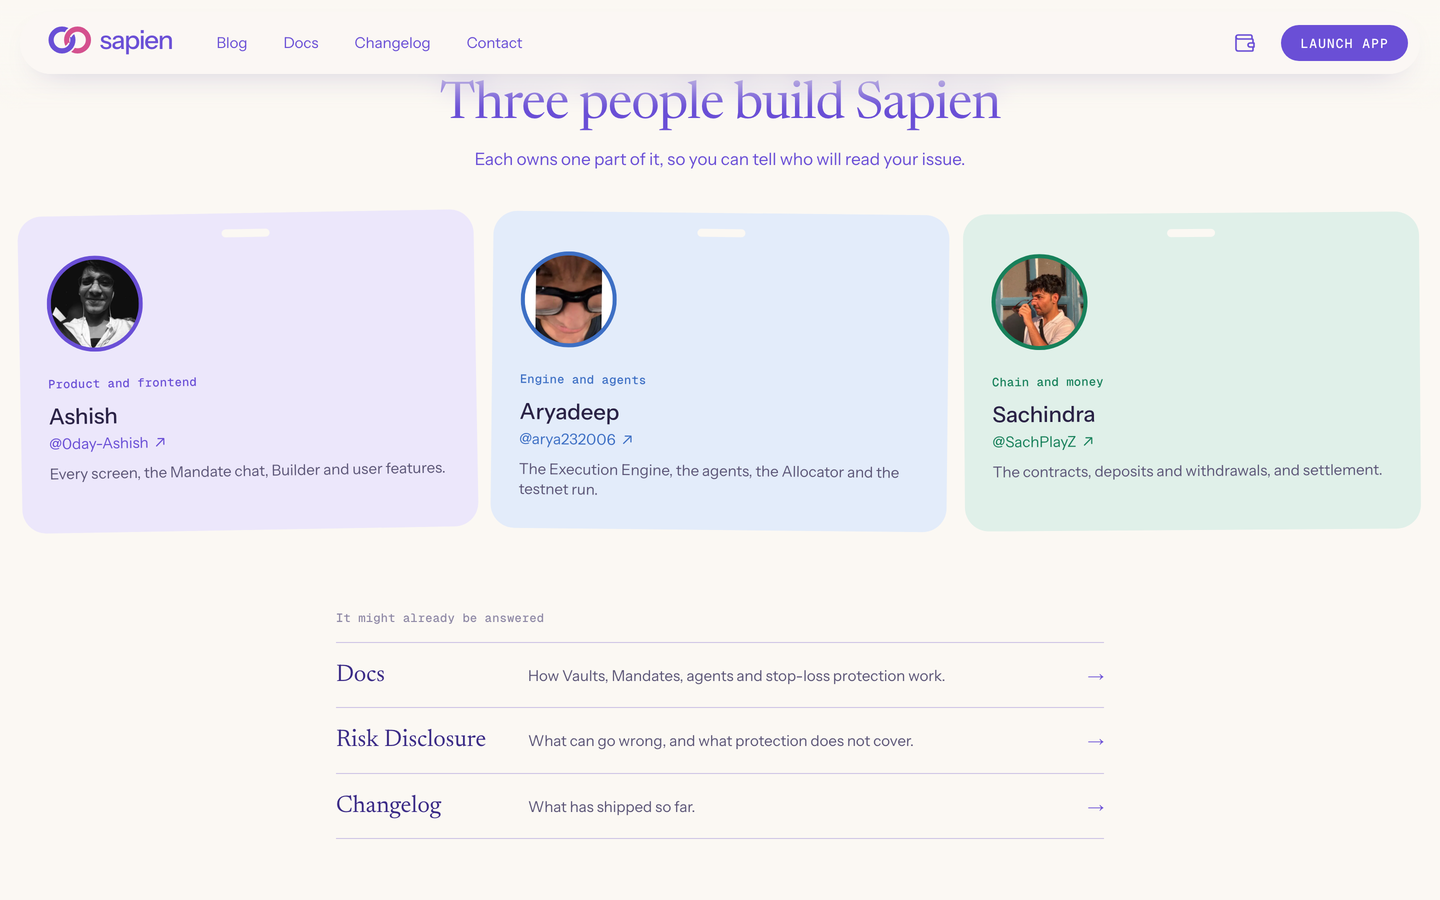 sapien
Blog
Docs
Changelog
Contact
LAUNCH APP
Three people build Sapien
Each owns one part of it, so you can tell who will read your issue.
Product and frontend
Ashish
@0day-Ashish ↗
Every screen, the Mandate chat, Builder and user features.
Engine and agents
Aryadeep
@arya232006 ↗
The Execution Engine, the agents, the Allocator and the
testnet run.
Chain and money
Sachindra
@SachPlayZ ↗
The contracts, deposits and withdrawals, and settlement.
It might already be answered
Docs
How Vaults, Mandates, agents and stop-loss protection work.
→
Risk Disclosure
What can go wrong, and what protection does not cover.
→
Changelog
What has shipped so far.
→